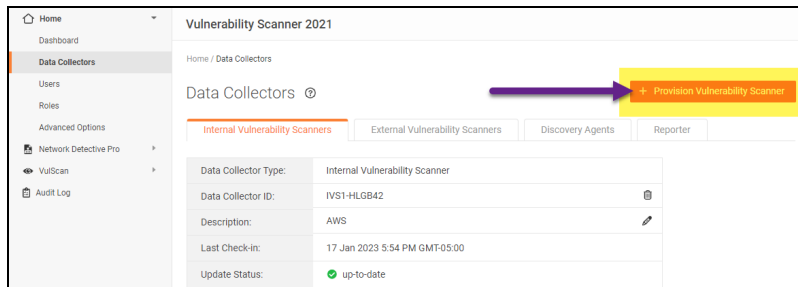 Home
Dashboard
Data Collectors
Users
Roles
Advanced Options
Network Detective Pro
VulScan
Audit Log
Vulnerability Scanner 2021
Home / Data Collectors
Data Collectors
+ Provision Vulnerability Scanner
Internal Vulnerability Scanners External Vulnerability Scanners Discovery Agents Reporter
Data Collector Type: Internal Vulnerability Scanner
Data Collector ID: IVS1-HLGB42
Description: AWS
Last Check-in: 17 Jan 2023 5:54 PM GMT-05:00
Update Status: up-to-date